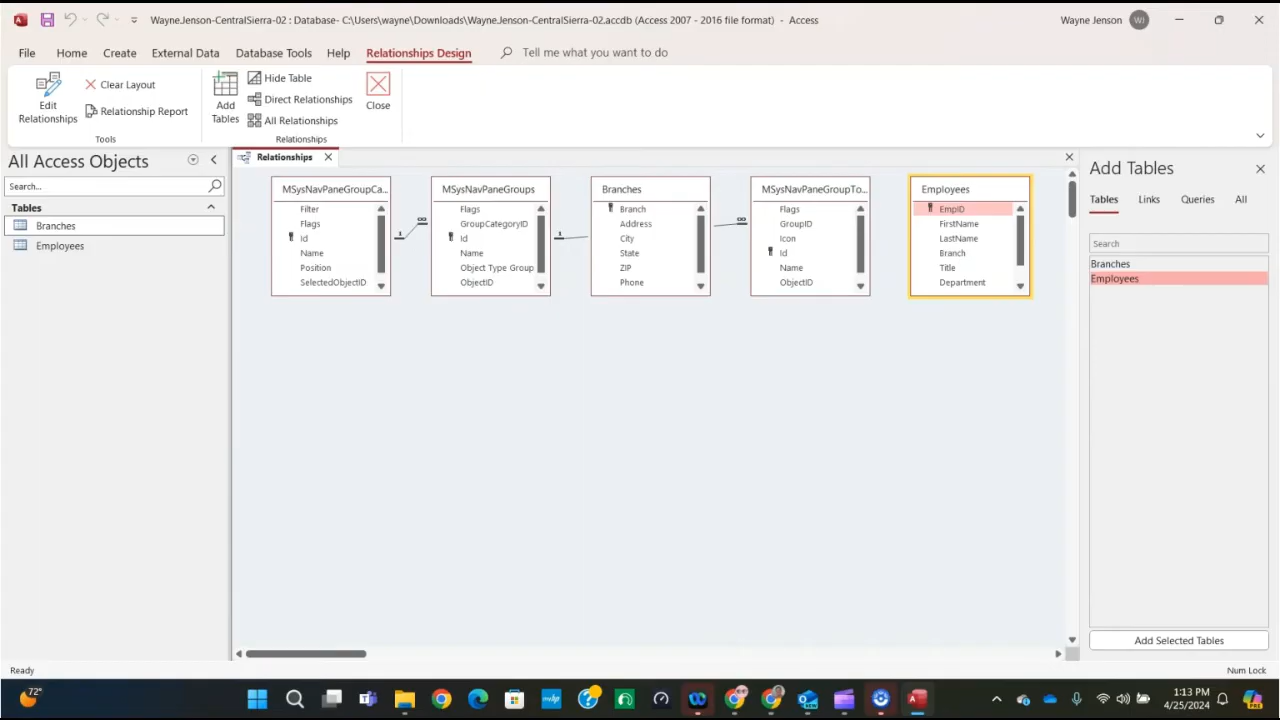 WayneJenson-CentralSierra-02 : Database- C:\Users\wayne\Downloads\WayneJenson-CentralSierra-02.accdb (Access 2007 - 2016 file format) - Access
Wayne Jenson
WJ
File Home Create External Data Database Tools Help Relationships Design Tell me what you want to do
Edit Relationships
Clear Layout
Relationship Report
Tools
Add Tables
Hide Table
Direct Relationships
All Relationships
Relationships
Close
All Access Objects
Search...
Tables
Branches
Employees
Relationships
MSysNavPaneGroupCa...
Filter
Flags
Id
Name
Position
SelectedObjectID
MSysNavPaneGroups
Flags
GroupCategoryID
Id
Name
Object Type Group
ObjectID
Branches
Branch
Address
City
State
ZIP
Phone
MSysNavPaneGroupTo...
Flags
GroupID
Icon
Id
Name
ObjectID
Employees
EmpID
FirstName
LastName
Branch
Title
Department
Add Tables
Tables Links Queries All
Search
Branches
Employees
Add Selected Tables
Ready
Num Lock
72°
1:13 PM
4/25/2024